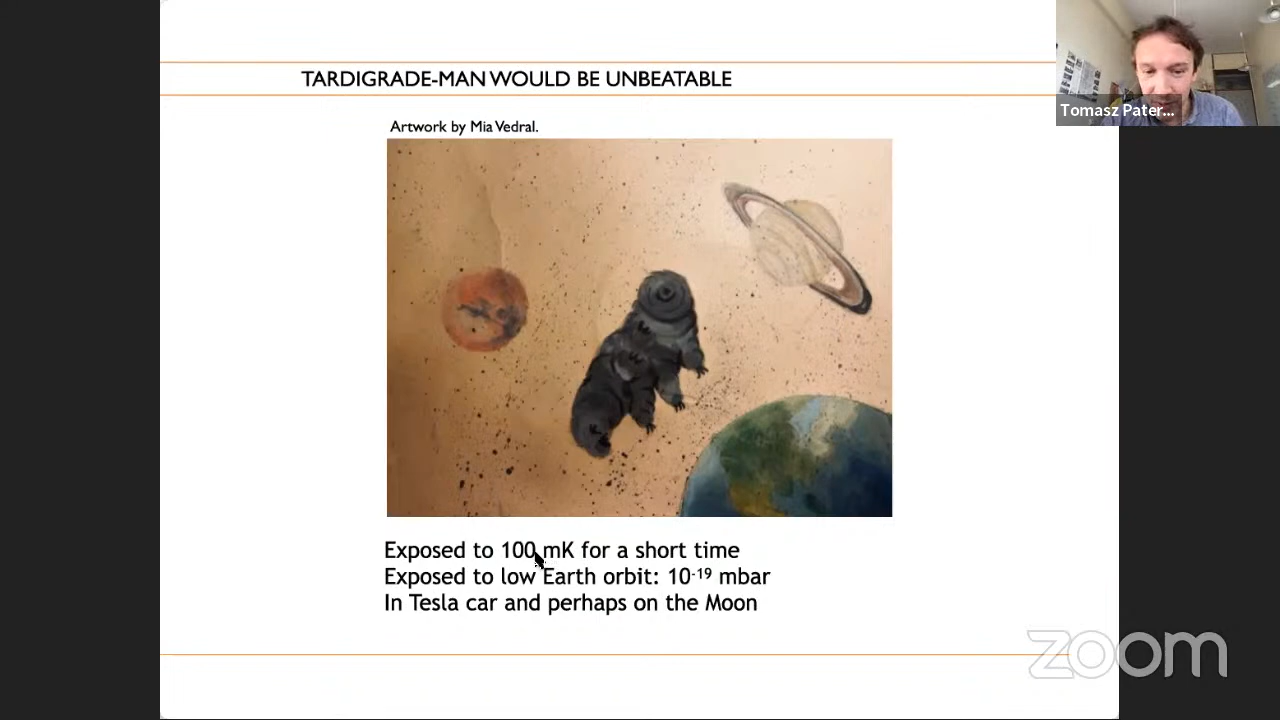 TARDIGRADE-MAN WOULD BE UNBEATABLE
Tomasz Pater...
Artwork by Mia Vedral.
Exposed to 100 mK for a short time
Exposed to low Earth orbit: 10⁻¹⁹ mbar
In Tesla car and perhaps on the Moon
zoom